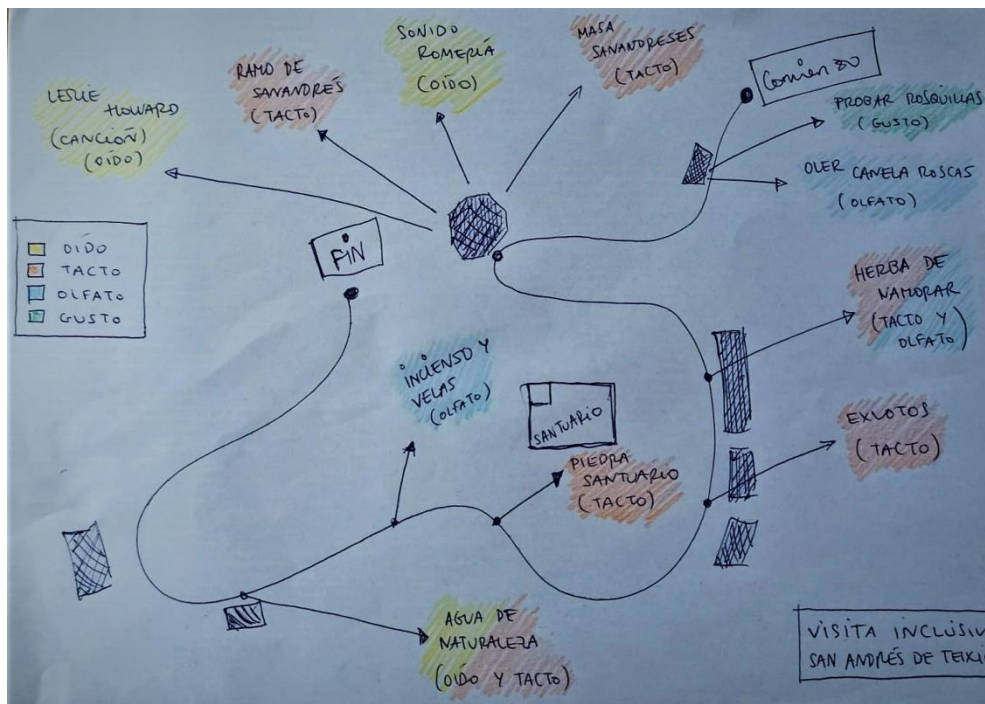 LESLIE
HOWARD
(CANCIÓN)
(OÍDO)
RAMO DE
SANANDRÉS
(TACTO)
SONIDO
ROMERÍA
(OÍDO)
MASA
SANANDRESES
(TACTO)
Comienzo
PROBAR ROSQUILLAS
(GUSTO)
OLER CANELA ROSCAS
(OLFATO)
OÍDO
TACTO
OLFATO
GUSTO
FIN
HERBA DE
NAMORAR
(TACTO Y
OLFATO)
INCIENSO Y
VELAS
(OLFATO)
SANTUARIO
EXVOTOS
(TACTO)
PIEDRA
SANTUARIO
(TACTO)
AGUA DE
NATURALEZA
(OÍDO Y TACTO)
VISITA INCLUSIV
SAN ANDRÉS DE TEIXI